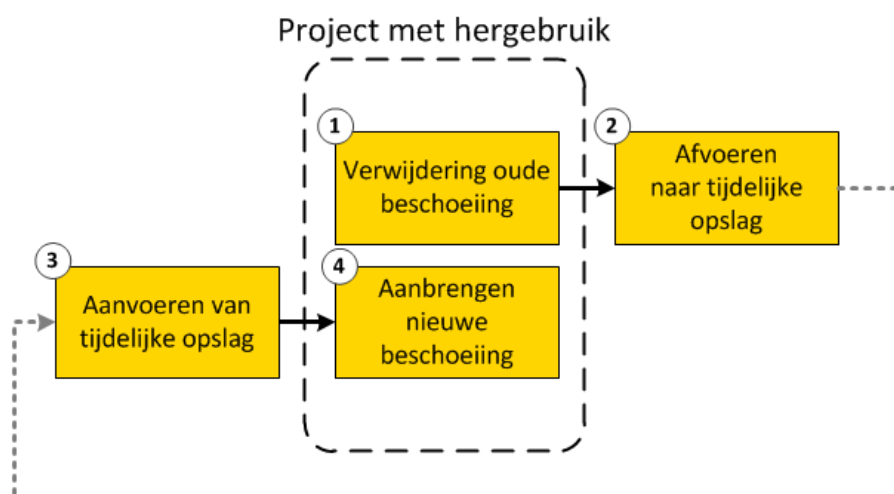 Project met hergebruik
1
Verwijdering oude
beschoeiing
2
Afvoeren
naar tijdelijke
opslag
3
Aanvoeren van
tijdelijke opslag
4
Aanbrengen
nieuwe
beschoeiing